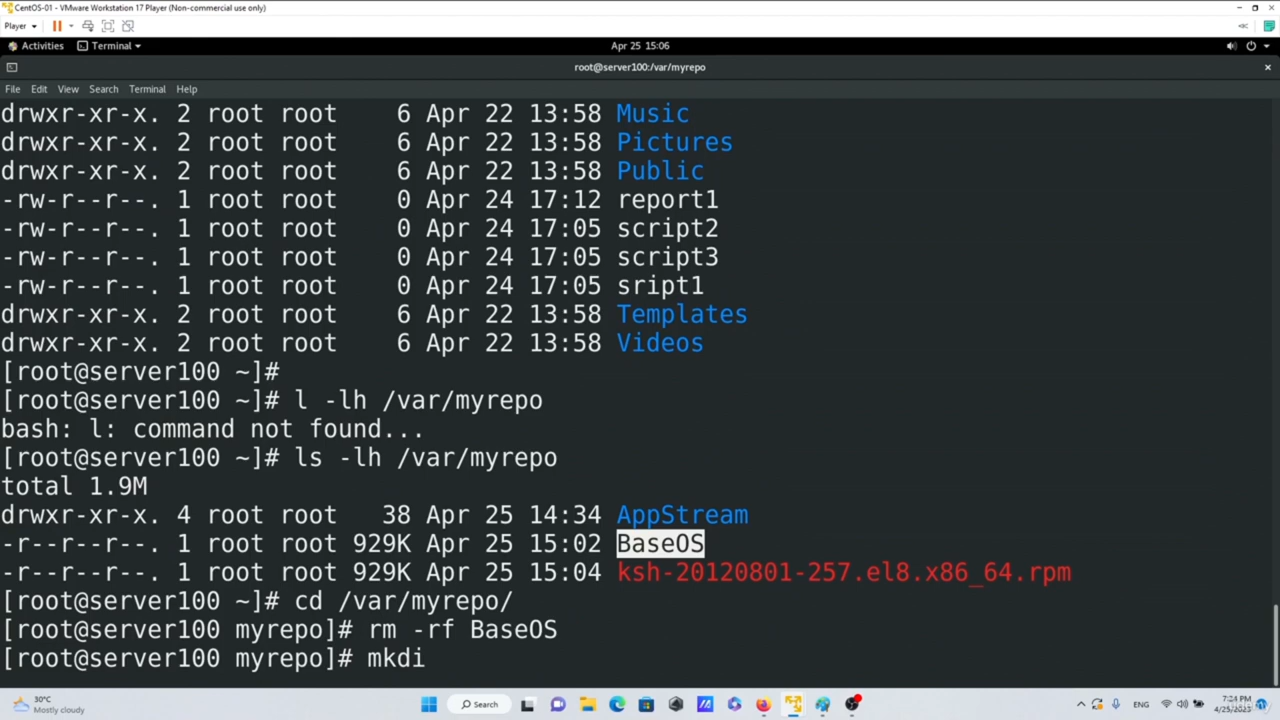 CentOS-01 - VMware Workstation 17 Player (Non-commercial use only)
Player
Activities Terminal Apr 25 15:06
root@server100:/var/myrepo
File Edit View Search Terminal Help
drwxr-xr-x. 2 root root 6 Apr 22 13:58 Music
drwxr-xr-x. 2 root root 6 Apr 22 13:58 Pictures
drwxr-xr-x. 2 root root 6 Apr 22 13:58 Public
-rw-r--r--. 1 root root 0 Apr 24 17:12 report1
-rw-r--r--. 1 root root 0 Apr 24 17:05 script2
-rw-r--r--. 1 root root 0 Apr 24 17:05 script3
-rw-r--r--. 1 root root 0 Apr 24 17:05 sript1
drwxr-xr-x. 2 root root 6 Apr 22 13:58 Templates
drwxr-xr-x. 2 root root 6 Apr 22 13:58 Videos
[root@server100 ~]#
[root@server100 ~]# l -lh /var/myrepo
bash: l: command not found...
[root@server100 ~]# ls -lh /var/myrepo
total 1.9M
drwxr-xr-x. 4 root root 38 Apr 25 14:34 AppStream
-r--r--r--. 1 root root 929K Apr 25 15:02 BaseOS
-r--r--r--. 1 root root 929K Apr 25 15:04 ksh-20120801-257.el8.x86_64.rpm
[root@server100 ~]# cd /var/myrepo/
[root@server100 myrepo]# rm -rf BaseOS
[root@server100 myrepo]# mkdi
30°C
Mostly cloudy
Search
ENG
7:24 PM
4/25/2023